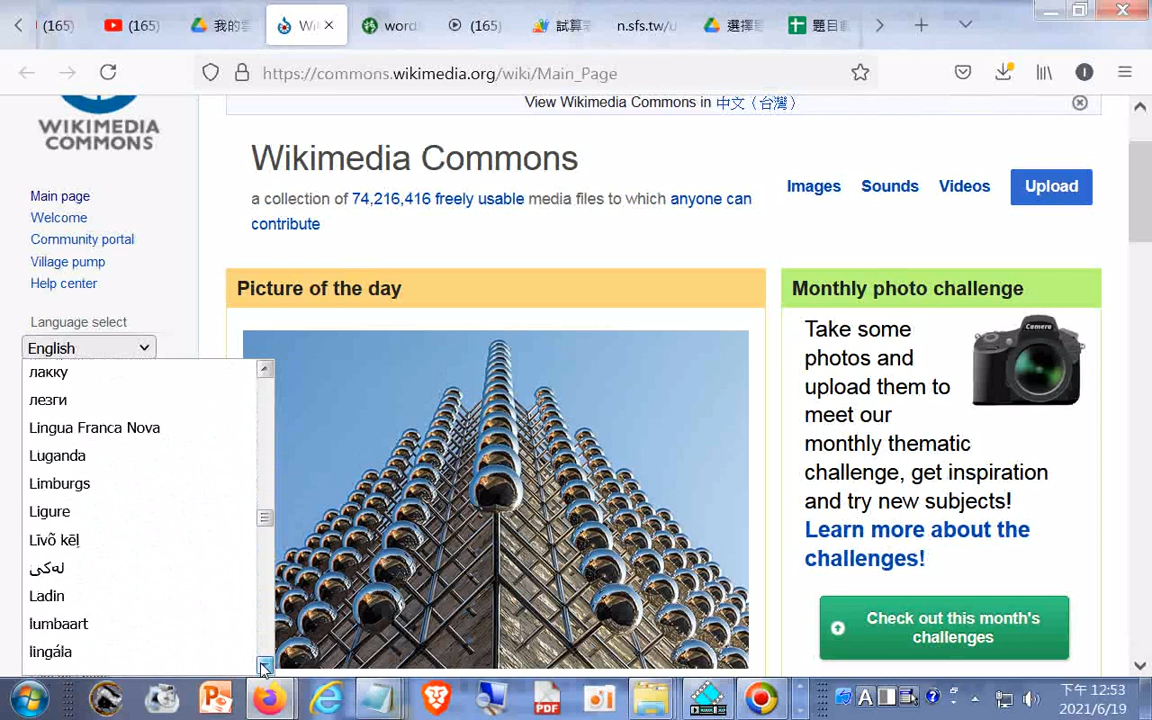 (165)
(165)
我的雲
Wiki
word
(165)
試算
n.sfs.tw/u
選擇是
題目
https://commons.wikimedia.org/wiki/Main_Page
View Wikimedia Commons in 中文（台灣）
WIKIMEDIA
COMMONS
Wikimedia Commons
a collection of 74,216,416 freely usable media files to which anyone can
contribute
Images Sounds Videos Upload
Main page
Welcome
Community portal
Village pump
Help center
Language select
English
лакку
лезги
Lingua Franca Nova
Luganda
Limburgs
Ligure
Līvõ kēļ
لەکی
Ladin
lumbaart
lingála
Picture of the day
Monthly photo challenge
Take some
photos and
upload them to
meet our
monthly thematic
challenge, get inspiration
and try new subjects!
Learn more about the
challenges!
Camera
Check out this month's
challenges
PDF
A
下午 12:53
2021/6/19